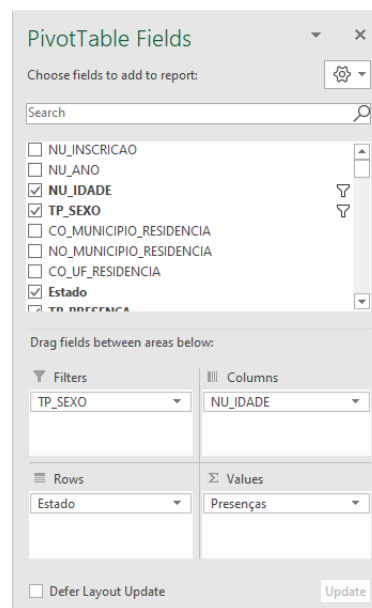 PivotTable Fields
Choose fields to add to report:
Search
NU_INSCRICAO
NU_ANO
NU_IDADE
TP_SEXO
CO_MUNICIPIO_RESIDENCIA
NO_MUNICIPIO_RESIDENCIA
CO_UF_RESIDENCIA
Estado
TP_PRESENCA
Drag fields between areas below:
Filters
Columns
TP_SEXO
NU_IDADE
Rows
Σ Values
Estado
Presenças
Defer Layout Update
Update